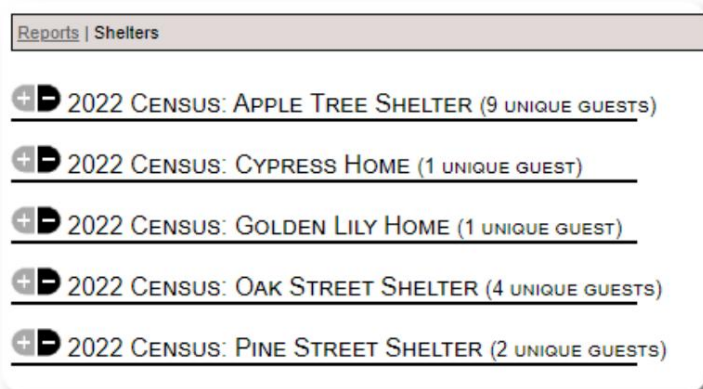 Reports | Shelters
2022 Census: Apple Tree Shelter (9 unique guests)
2022 Census: Cypress Home (1 unique guest)
2022 Census: Golden Lily Home (1 unique guest)
2022 Census: Oak Street Shelter (4 unique guests)
2022 Census: Pine Street Shelter (2 unique guests)